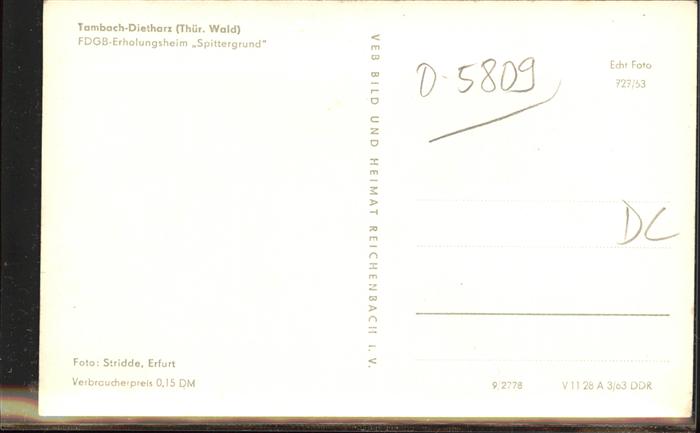 Tambach-Dietharz (Thür. Wald)
FDGB-Erholungsheim „Spittergrund"
VEB BILD UND HEIMAT REICHENBACH i. V.
D-5809
Echt Foto
727/63
DC
Foto: Stridde, Erfurt
Verbraucherpreis 0,15 DM
9/2778 V 11 28 A 3/63 DDR